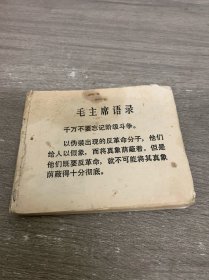 毛主席语录
千万不要忘记阶级斗争。
以伪装出现的反革命分子，他们
给人以假象，而将真象荫蔽着。但是
他们既要反革命，就不可能将其真象
荫蔽得十分彻底。